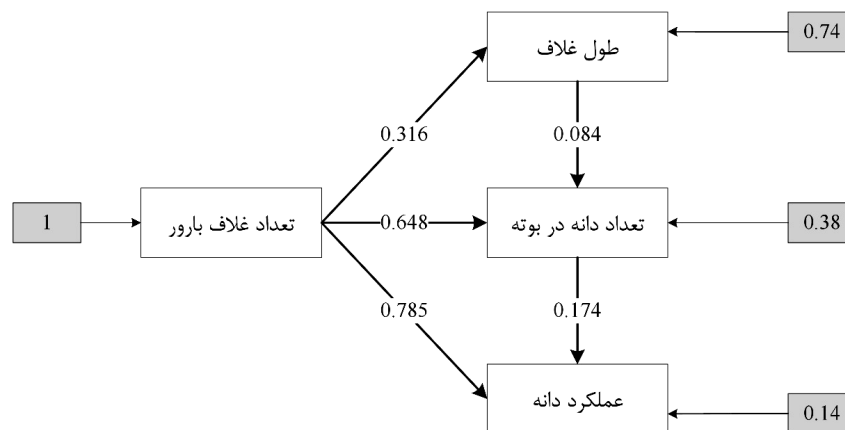 طول غلاف
0.74
0.316
0.084
1
تعداد غلاف بارور
0.648
تعداد دانه در بوته
0.38
0.785
0.174
عملکرد دانه
0.14